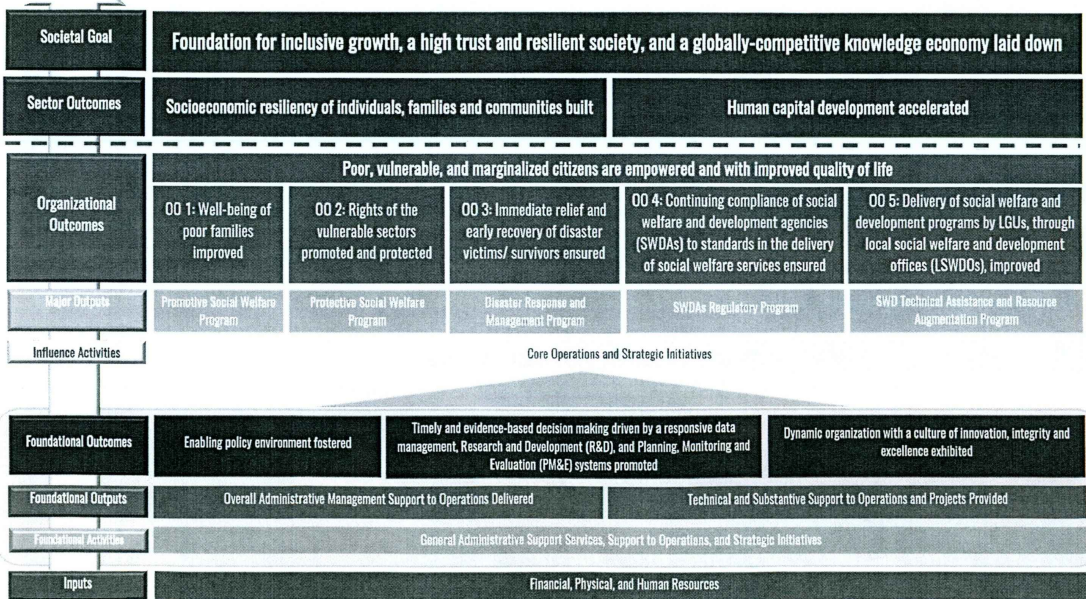 Societal Goal
Foundation for inclusive growth, a high trust and resilient society, and a globally-competitive knowledge economy laid down
Sector Outcomes
Socioeconomic resiliency of individuals, families and communities built
Human capital development accelerated
Organizational
Outcomes
Poor, vulnerable, and marginalized citizens are empowered and with improved quality of life
OO 1: Well-being of
poor families
improved
OO 2: Rights of the
vulnerable sectors
promoted and protected
OO 3: Immediate relief and
early recovery of disaster
victims/ survivors ensured
OO 4: Continuing compliance of social
welfare and development agencies
(SWDAs) to standards in the delivery
of social welfare services ensured
OO 5: Delivery of social welfare and
development programs by LGUs, through
local social welfare and development
offices (LSWDOs), improved
Major Outputs
Promotive Social Welfare
Program
Protective Social Welfare
Program
Disaster Response and
Management Program
SWDAs Regulatory Program
SWD Technical Assistance and Resource
Augmentation Program
Influence Activities
Core Operations and Strategic Initiatives
Foundational Outcomes
Enabling policy environment fostered
Timely and evidence-based decision making driven by a responsive data
management, Research and Development (R&D), and Planning, Monitoring and
Evaluation (PM&E) systems promoted
Dynamic organization with a culture of innovation, integrity and
excellence exhibited
Foundational Outputs
Overall Administrative Management Support to Operations Delivered
Technical and Substantive Support to Operations and Projects Provided
Foundational Activities
General Administrative Support Services, Support to Operations, and Strategic Initiatives
Inputs
Financial, Physical, and Human Resources